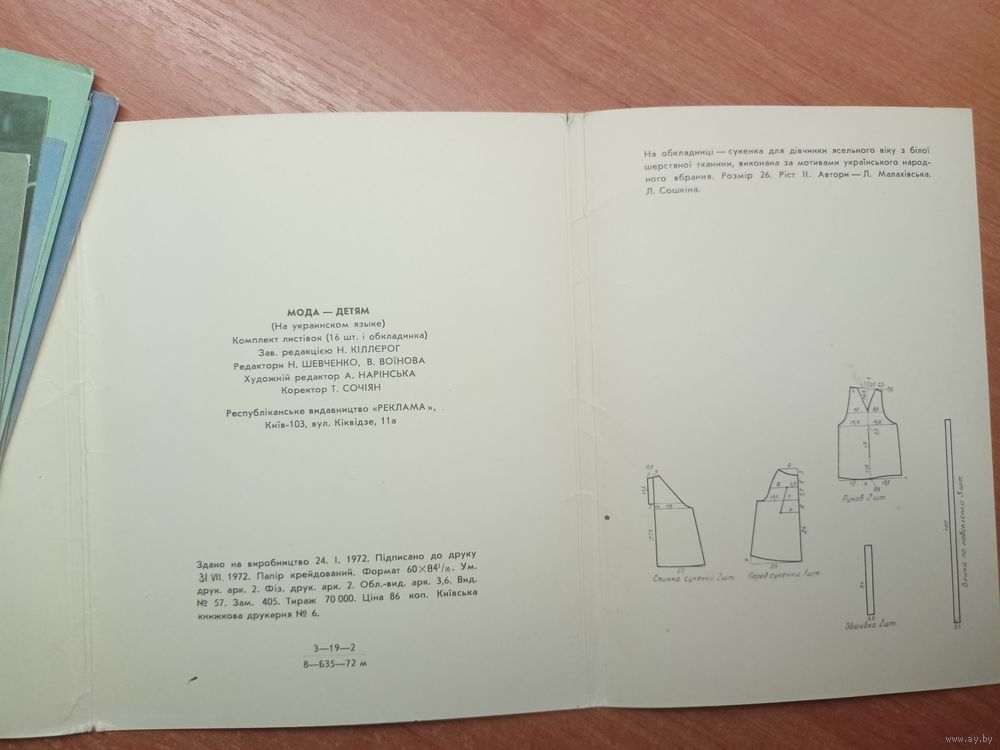 МОДА — ДЕТЯМ
(На украинском языке)
Комплект листівок (16 шт. і обкладинка)
Зав. редакцією Н. КІЛЛЄРОГ
Редактори Н. ШЕВЧЕНКО, В. ВОЇНОВА
Художній редактор А. НАРІНСЬКА
Коректор Т. СОЧІЯН
Республіканське видавництво «РЕКЛАМА»,
Київ-103, вул. Кіквідзе, 11а
Здано на виробництво 24. I. 1972. Підписано до друку
31 VII. 1972. Папір крейдований. Формат 60×84¹/₁₆. Ум.
друк. арк. 2. Фіз. друк. арк. 2. Обл.-вид. арк. 3,6. Вид.
№ 57. Зам. 405. Тираж 70 000. Ціна 86 коп. Київська
книжкова друкарня № 6.
3—19—2
8—Б35—72 м
На обкладинці — сукенка для дівчинки ясельного віку з білої
шерстяної тканини, виконана за мотивами українського народ-
ного вбрання. Розмір 26. Ріст II. Автори — Л. Малахівська.
Л. Сошкіна.
Рукав 2 шт.
Спинка сукенки 2шт
Перед сукенки 1шт
Обшивка 2 шт
www.ay.by